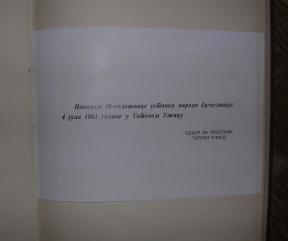 Поводом 20-годишњице устанка народа Југославије
4 јула 1961 године у Титовом Ужицу
ОДБОР ЗА ПРОСЛАВУ
ТИТОВО УЖИЦЕ